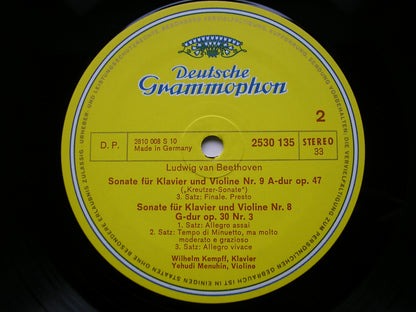 Deutsche
Grammophon
2
D. P.
2810 008 S 10
Made in Germany
2530 135
STEREO
33
Ludwig van Beethoven
Sonate für Klavier und Violine Nr. 9 A-dur op. 47
(„Kreutzer-Sonate“)
3. Satz: Finale. Presto
Sonate für Klavier und Violine Nr. 8
G-dur op. 30 Nr. 3
1. Satz: Allegro assai
2. Satz: Tempo di Minuetto, ma molto
moderato e grazioso
3. Satz: Allegro vivace
Wilhelm Kempff, Klavier
Yehudi Menuhin, Violine